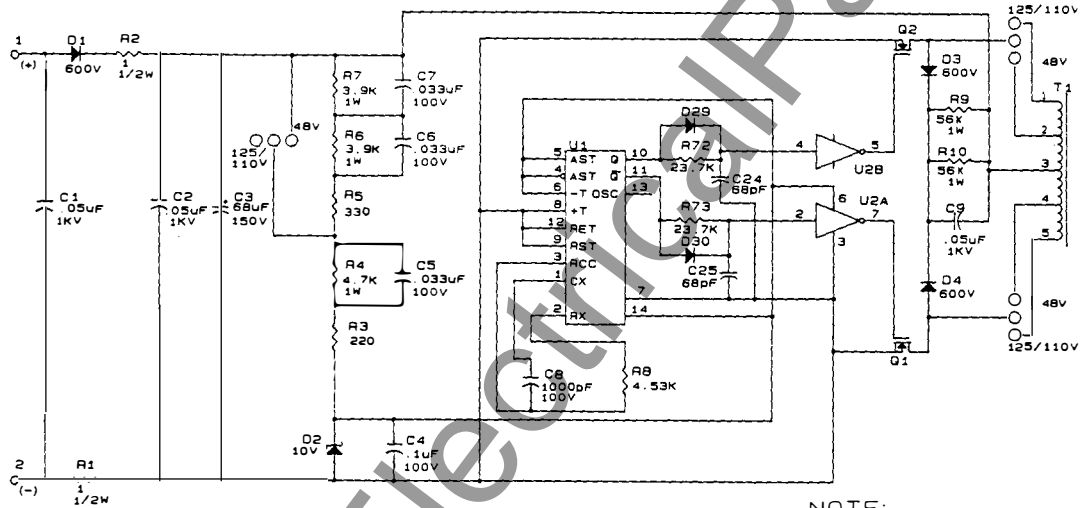 1
(+)
D1
600V
R2
1
1/2W
C1
.05uF
1KV
C2
.05uF
1KV
C3
68uF
150V
125/
110V
48V
R7
3.9K
1W
C7
.033uF
100V
R6
3.9K
1W
C6
.033uF
100V
R5
330
R4
4.7K
1W
C5
.033uF
100V
R3
220
D2
10V
C4
.1uF
100V
2
(-)
R1
1
1/2W
U1
5 AST Q 10
4 AST Q 11
6 -T OSC 13
8 +T
12 RET
9 RST
3 RCC
1 CX
7
2 RX 14
C8
1000pF
100V
R8
4.53K
D29
R72
23.7K
C24
68pF
R73
23.7K
D30
C25
68pF
4
5
U2B
6
U2A
2
7
3
Q2
Q1
D3
600V
R9
56K
1W
R10
56K
1W
C9
.05uF
1KV
D4
600V
125/110V
48V
T1
1
2
3
4
5
48V
125/110V
NOTE:
ElectricalPa